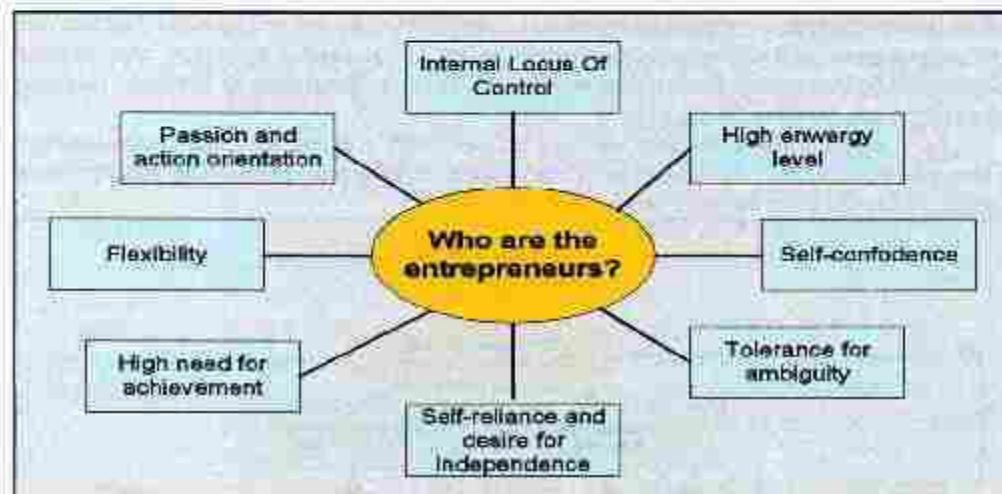 Internal Locus Of
Control
Passion and
action orientation
High enwergy
level
Flexibility
Who are the
entrepreneurs?
Self-confodence
High need for
achievement
Tolerance for
ambiguity
Self-reliance and
desire for
independence